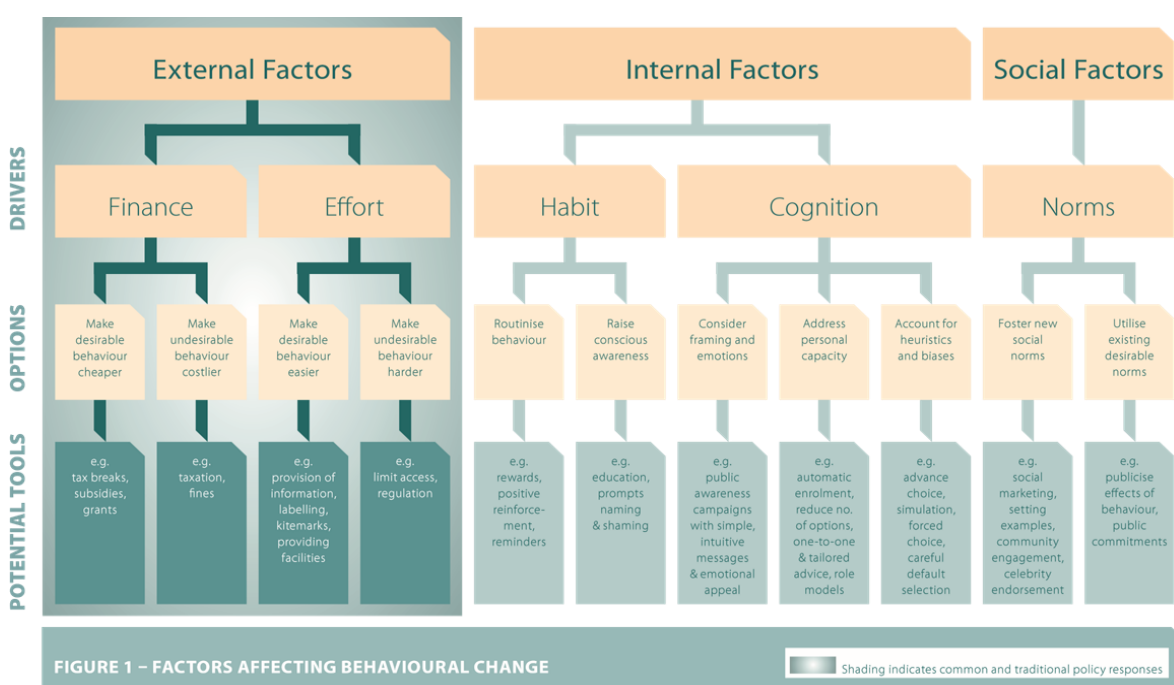 External Factors
Internal Factors
Social Factors
DRIVERS
Finance
Effort
Habit
Cognition
Norms
OPTIONS
Make
desirable
behaviour
cheaper
Make
undesirable
behaviour
costlier
Make
desirable
behaviour
easier
Make
undesirable
behaviour
harder
Routinise
behaviour
Raise
conscious
awareness
Consider
framing and
emotions
Address
personal
capacity
Account for
heuristics
and biases
Foster new
social
norms
Utilise
existing
desirable
norms
POTENTIAL TOOLS
e.g.
tax breaks,
subsidies,
grants
e.g.
taxation,
fines
e.g.
provision of
information,
labelling,
kitemarks,
providing
facilities
e.g.
limit access,
regulation
e.g.
rewards,
positive
reinforce-
ment,
reminders
e.g.
education,
prompts
naming
& shaming
e.g.
public
awareness
campaigns
with simple,
intuitive
messages
& emotional
appeal
e.g.
automatic
enrolment,
reduce no.
of options,
one-to-one
& tailored
advice, role
models
e.g.
advance
choice,
simulation,
forced
choice,
careful
default
selection
e.g.
social
marketing,
setting
examples,
community
engagement,
celebrity
endorsement
e.g.
publicise
effects of
behaviour,
public
commitments
FIGURE 1 – FACTORS AFFECTING BEHAVIOURAL CHANGE
Shading indicates common and traditional policy responses